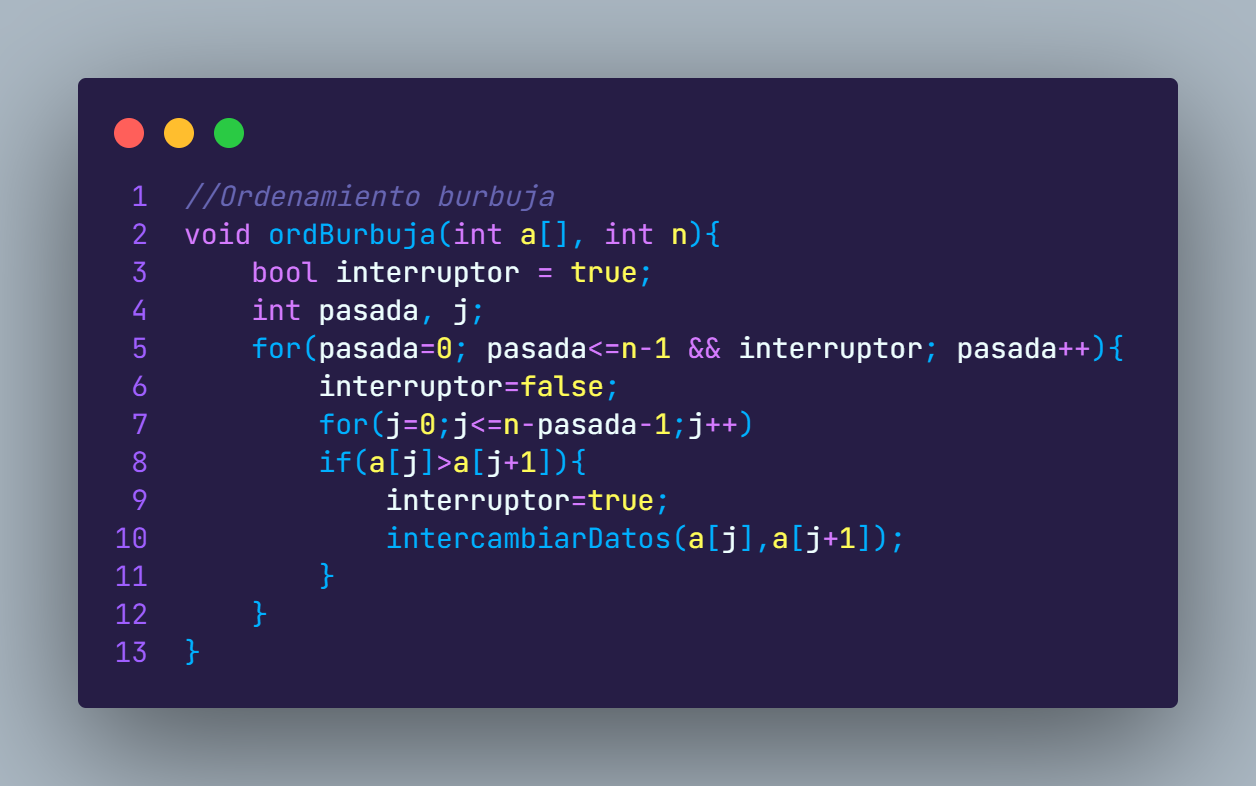 1 //Ordenamiento burbuja
2 void ordBurbuja(int a[], int n){
3     bool interruptor = true;
4     int pasada, j;
5     for(pasada=0; pasada<=n-1 && interruptor; pasada++){
6         interruptor=false;
7         for(j=0;j<=n-pasada-1;j++)
8         if(a[j]>a[j+1]){
9             interruptor=true;
10             intercambiarDatos(a[j],a[j+1]);
11         }
12     }
13 }